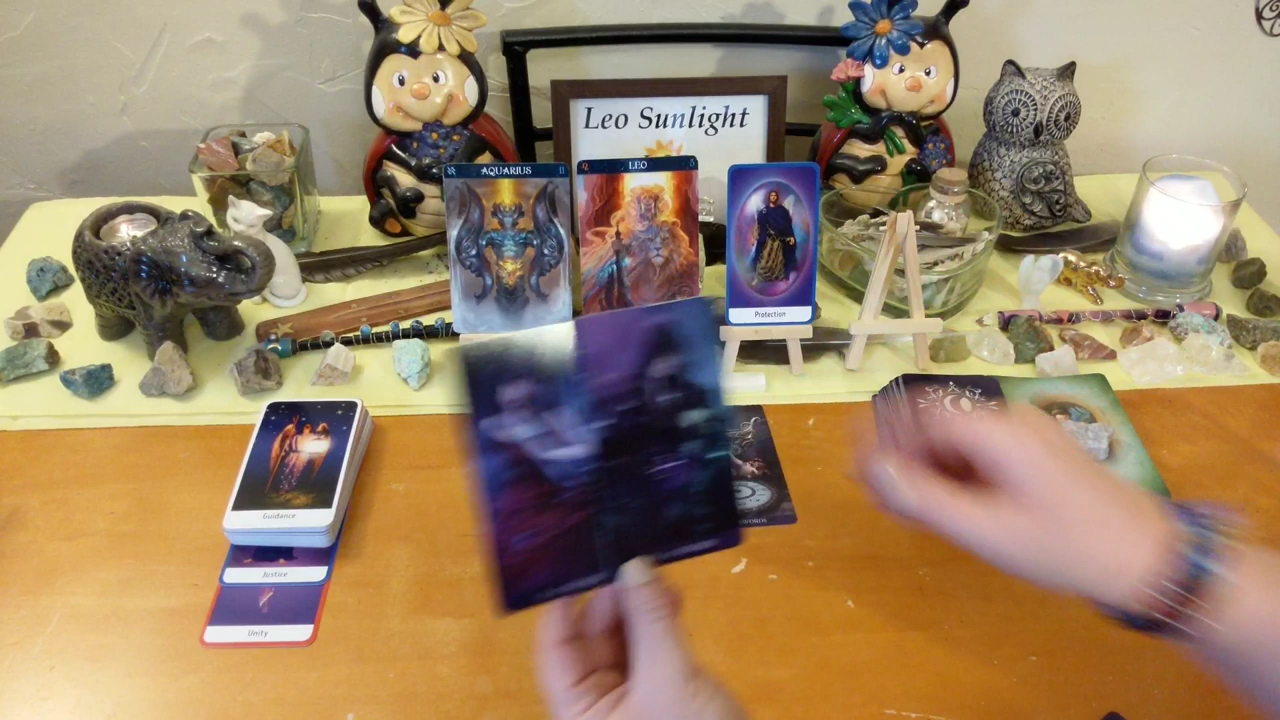 Leo Sunlight
AQUARIUS
LEO
Protection
Guidance
Justice
Unity